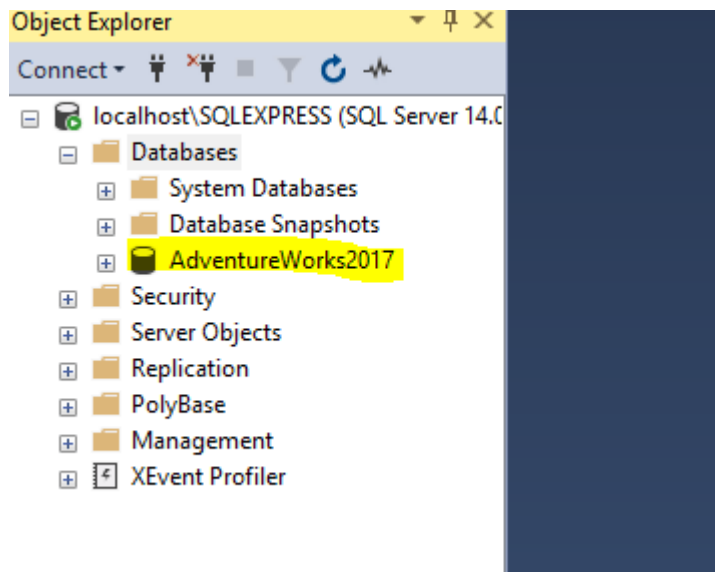 Object Explorer
Connect
localhost\SQLEXPRESS (SQL Server 14.0
Databases
System Databases
Database Snapshots
AdventureWorks2017
Security
Server Objects
Replication
PolyBase
Management
XEvent Profiler